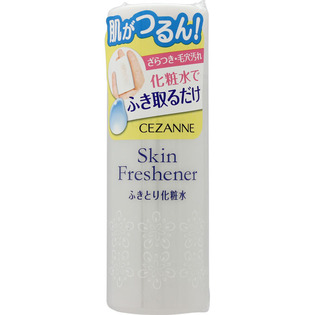 肌がつるん!
ざらつき・毛穴汚れ
化粧水で
ふき取るだけ
CEZANNE
Skin
Freshener
ふきとり化粧水